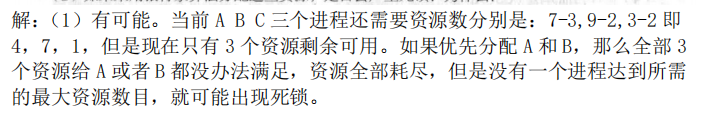 解:（1）有可能。当前 A B C 三个进程还需要资源数分别是：7-3,9-2,3-2 即
4，7，1，但是现在只有 3 个资源剩余可用。如果优先分配 A 和 B，那么全部 3
个资源给 A 或者 B 都没办法满足，资源全部耗尽，但是没有一个进程达到所需
的最大资源数目，就可能出现死锁。